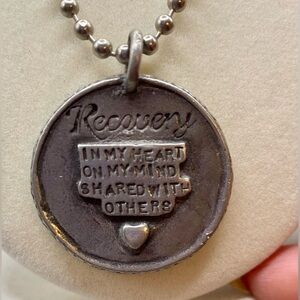 Recovery
IN MY HEART
ON MY MIND
SHARED WITH
OTHERS